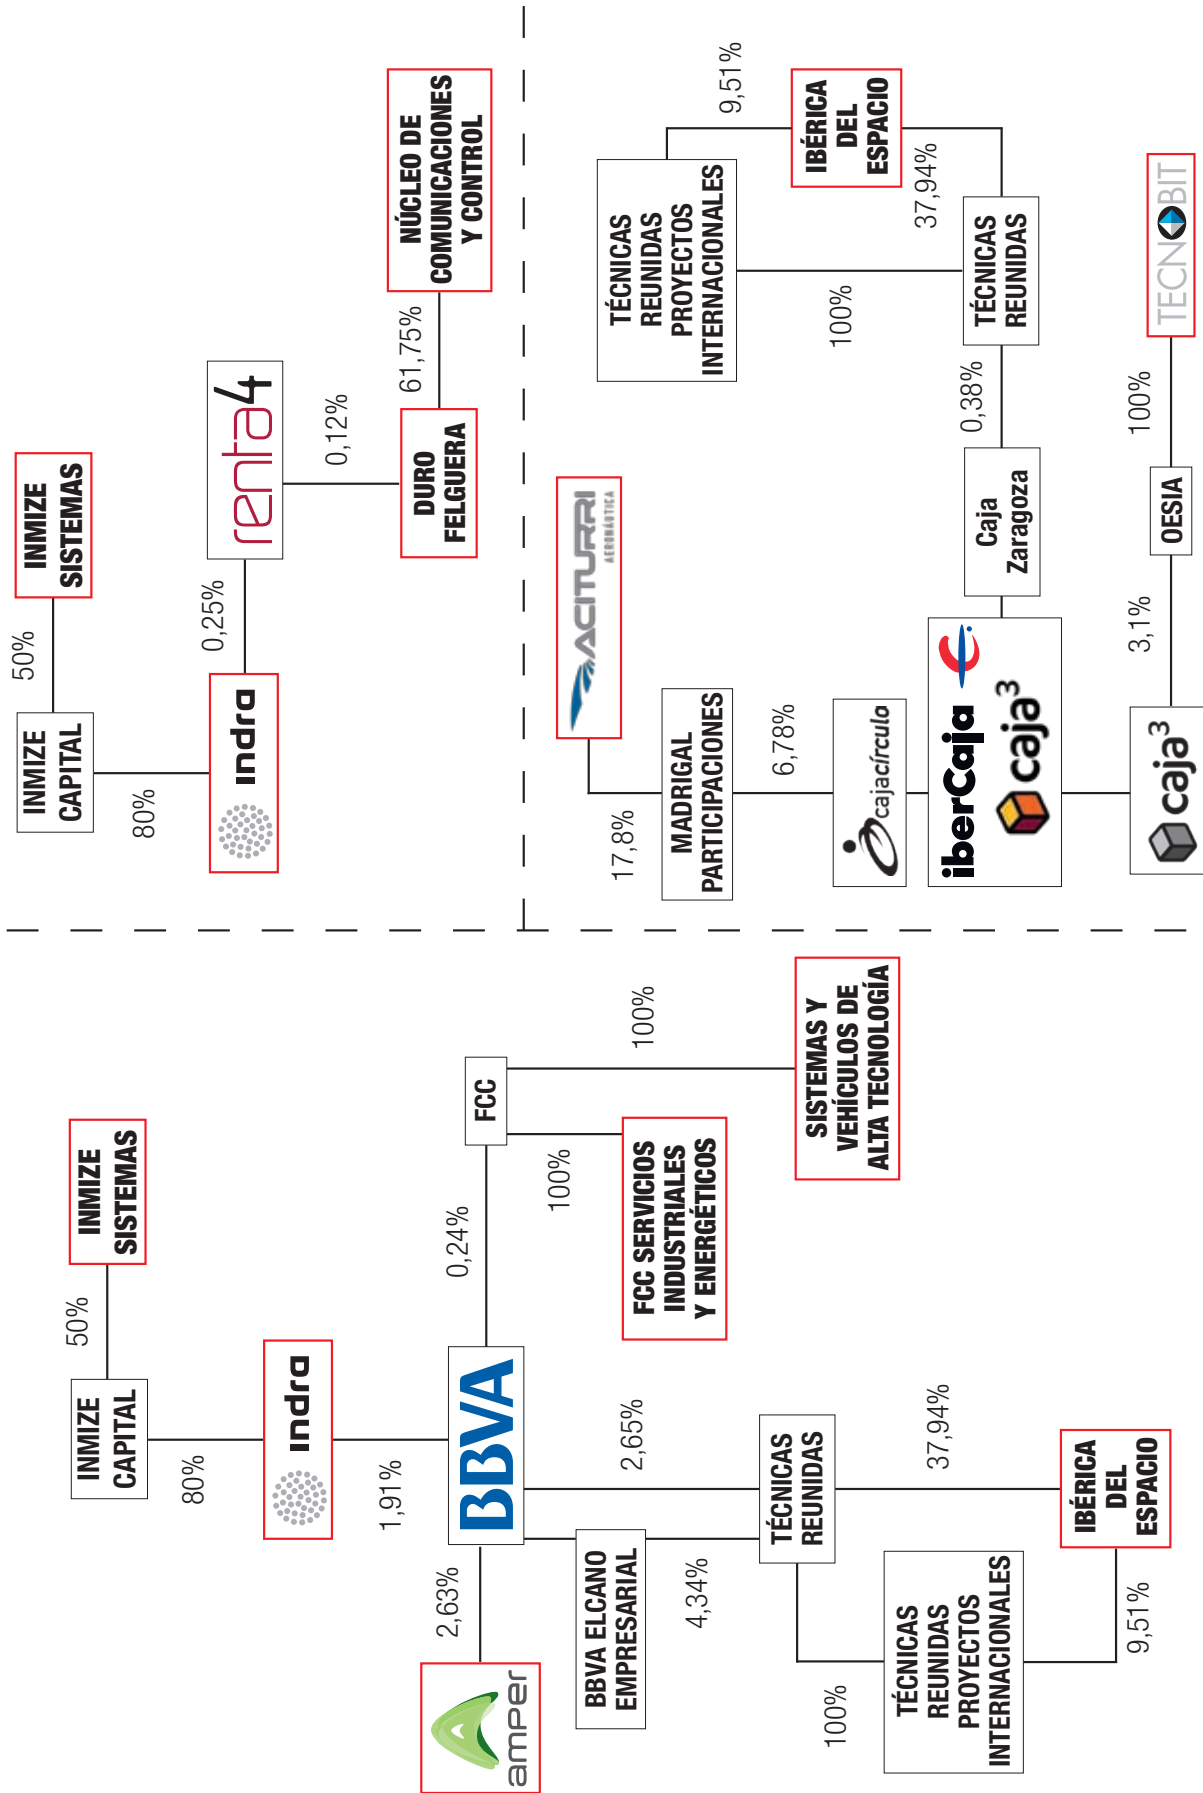 INMIZE
SISTEMAS
50%
INMIZE
CAPITAL
80%
indra
1,91%
BBVA
2,63%
amper
0,24%
FCC
100%
FCC SERVICIOS
INDUSTRIALES
Y ENERGÉTICOS
100%
SISTEMAS Y
VEHÍCULOS DE
ALTA TECNOLOGÍA
BBVA ELCANO
EMPRESARIAL
4,34%
2,65%
TÉCNICAS
REUNIDAS
100%
TÉCNICAS
REUNIDAS
PROYECTOS
INTERNACIONALES
9,51%
37,94%
IBÉRICA
DEL
ESPACIO
INMIZE
SISTEMAS
50%
INMIZE
CAPITAL
80%
indra
0,25%
renta4
0,12%
DURO
FELGUERA
61,75%
NÚCLEO DE
COMUNICACIONES
Y CONTROL
ACITURRI
AERONÁUTICA
17,8%
MADRIGAL
PARTICIPACIONES
6,78%
cajacírculo
iberCaja
caja3
Caja
Zaragoza
0,38%
TÉCNICAS
REUNIDAS
100%
TÉCNICAS
REUNIDAS
PROYECTOS
INTERNACIONALES
9,51%
IBÉRICA
DEL
ESPACIO
37,94%
caja3
3,1%
OESIA
100%
TECNOBIT